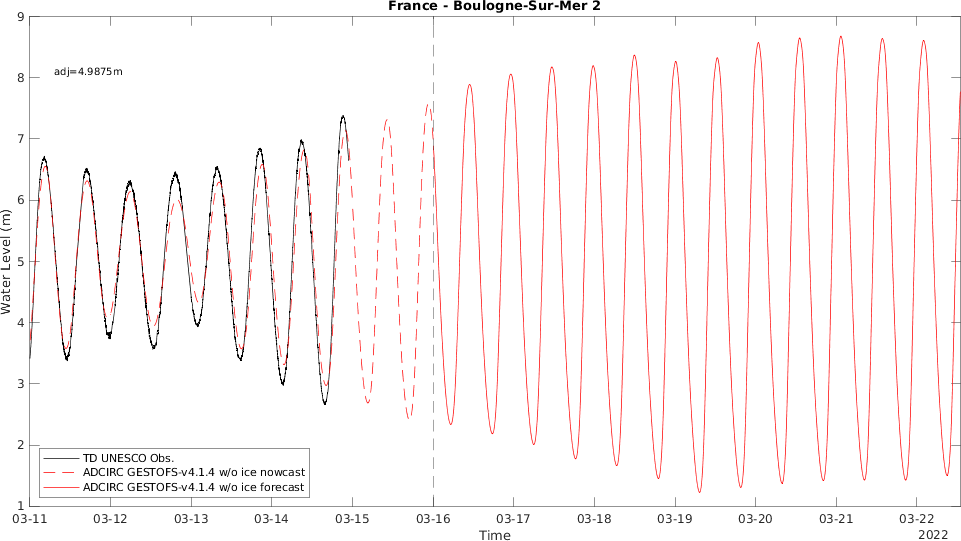 France - Boulogne-Sur-Mer 2
9
8
7
6
5
4
3
2
1
Water Level (m)
adj=4.9875m
TD UNESCO Obs.
ADCIRC GESTOFS-v4.1.4 w/o ice nowcast
ADCIRC GESTOFS-v4.1.4 w/o ice forecast
03-11 03-12 03-13 03-14 03-15 03-16 03-17 03-18 03-19 03-20 03-21 03-22
Time
2022